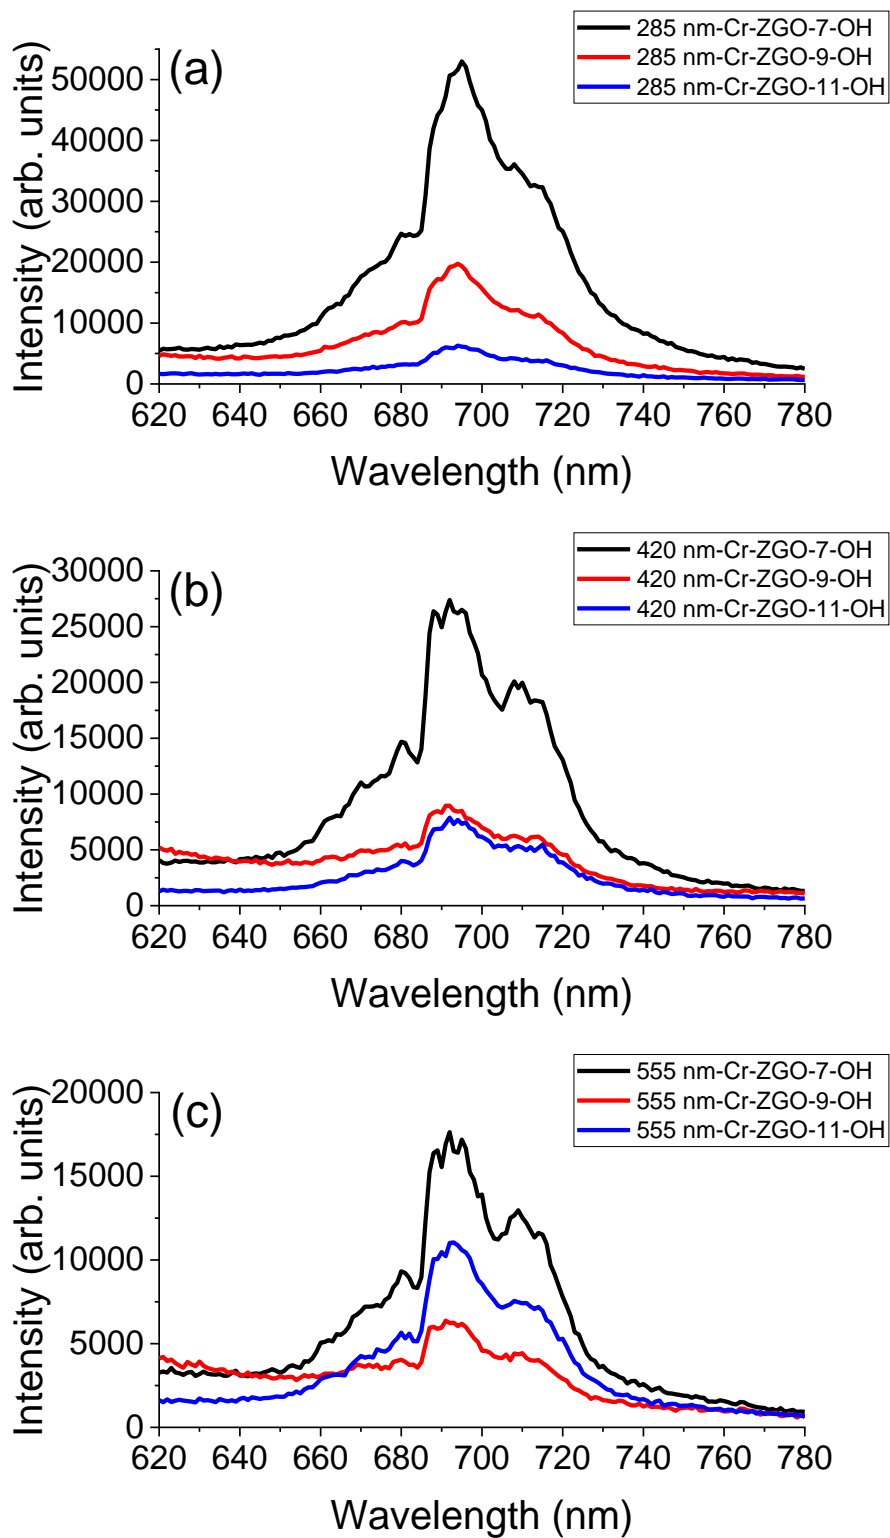 285 nm-Cr-ZGO-7-OH
285 nm-Cr-ZGO-9-OH
285 nm-Cr-ZGO-11-OH
(a)
50000
40000
30000
20000
10000
0
Intensity (arb. units)
620 640 660 680 700 720 740 760 780
Wavelength (nm)
420 nm-Cr-ZGO-7-OH
420 nm-Cr-ZGO-9-OH
420 nm-Cr-ZGO-11-OH
(b)
30000
25000
20000
15000
10000
5000
0
Intensity (arb. units)
620 640 660 680 700 720 740 760 780
Wavelength (nm)
555 nm-Cr-ZGO-7-OH
555 nm-Cr-ZGO-9-OH
555 nm-Cr-ZGO-11-OH
(c)
20000
15000
10000
5000
0
Intensity (arb. units)
620 640 660 680 700 720 740 760 780
Wavelength (nm)